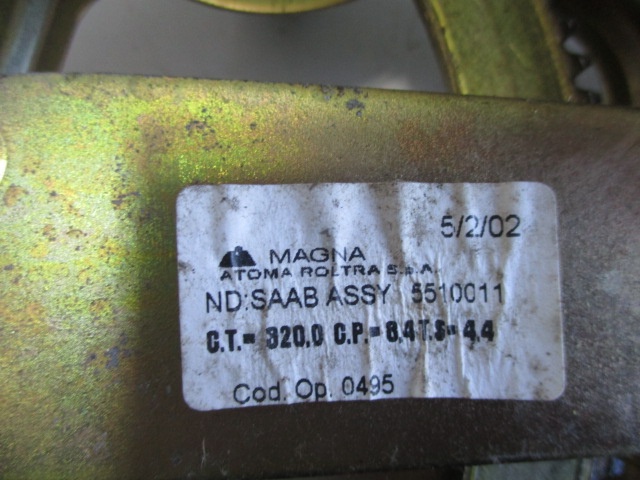 5/2/02
MAGNA
ATOMA ROLTRA S.p.A.
ND:SAAB ASSY 5510011
C.T.= 320,0 C.P.= 8,4 T.S= 4,4
Cod. Op. 0495